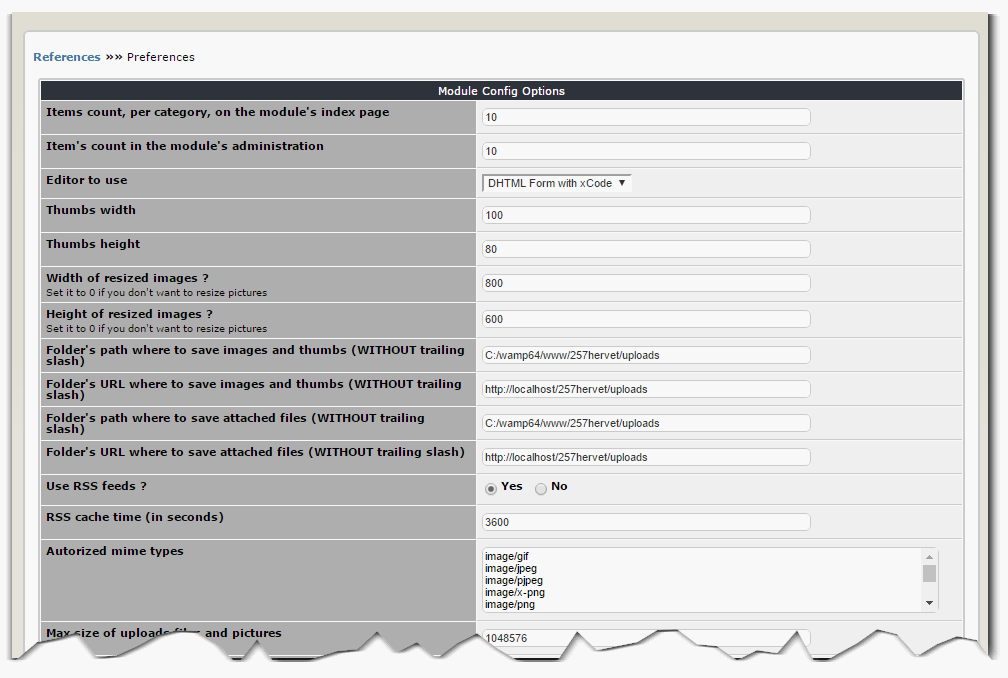 References »» Preferences
Module Config Options
Items count, per category, on the module's index page
10
Item's count in the module's administration
10
Editor to use
DHTML Form with xCode ▼
Thumbs width
100
Thumbs height
80
Width of resized images ?
Set it to 0 if you don't want to resize pictures
800
Height of resized images ?
Set it to 0 if you don't want to resize pictures
600
Folder's path where to save images and thumbs (WITHOUT trailing
slash)
C:/wamp64/www/257hervet/uploads
Folder's URL where to save images and thumbs (WITHOUT trailing
slash)
http://localhost/257hervet/uploads
Folder's path where to save attached files (WITHOUT trailing
slash)
C:/wamp64/www/257hervet/uploads
Folder's URL where to save attached files (WITHOUT trailing slash)
http://localhost/257hervet/uploads
Use RSS feeds ?
Yes No
RSS cache time (in seconds)
3600
Autorized mime types
image/gif
image/jpeg
image/pjpeg
image/x-png
image/png
Max size of uploads files and pictures
1048576